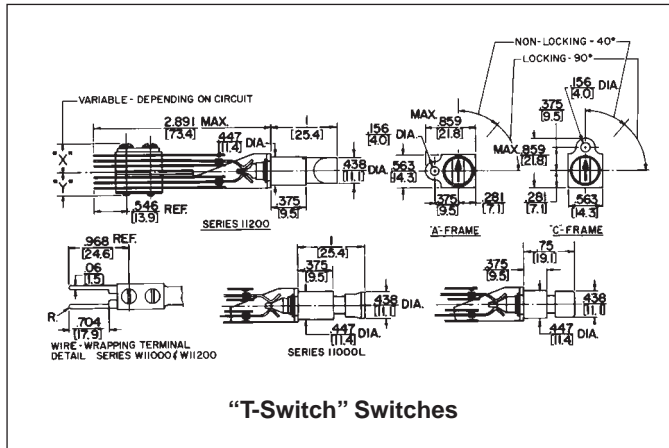 NON-LOCKING-40°
LOCKING-90°
VARIABLE-DEPENDING ON CIRCUIT
2.891 MAX.
[73.4]
.447 DIA.
[11.4]
1
[25.4]
.438 DIA.
[11.1]
.375
[9.5]
"X"
"Y"
.546 REF.
[13.9]
SERIES 11200
MAX.
.859
[21.8]
.156
[4.0]
DIA.
.563
[14.3]
.375
[9.5]
.281
[7.1]
"A"-FRAME
.156 DIA.
[4.0]
.375
[9.5]
MAX. .859
[21.8]
.281
[7.1]
.563
[14.3]
"C"-FRAME
.968 REF.
[24.6]
.06
[1.5]
R.
.704
[17.9]
WIRE-WRAPPING TERMINAL
DETAIL SERIES W11000 & W11200
1
[25.4]
.375
[9.5]
.438 DIA.
[11.1]
.447 DIA.
[11.4]
SERIES 11000L
.75
[19.1]
.375
[9.5]
.438
[11.1]
.447 DIA.
[11.4]
“T-Switch” Switches